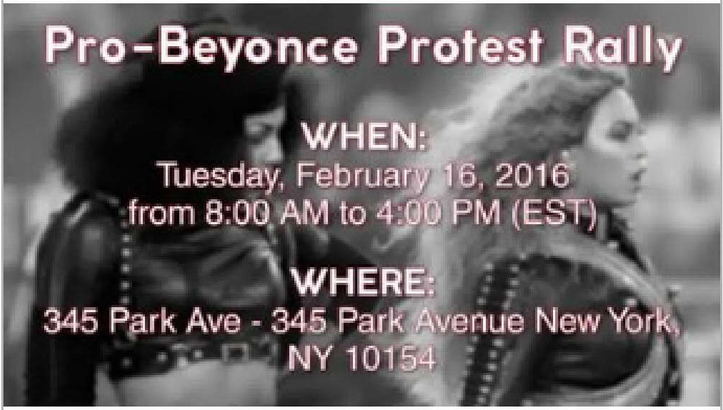 Pro-Beyonce Protest Rally
WHEN:
Tuesday, February 16, 2016
from 8:00 AM to 4:00 PM (EST)
WHERE:
345 Park Ave - 345 Park Avenue New York,
NY 10154